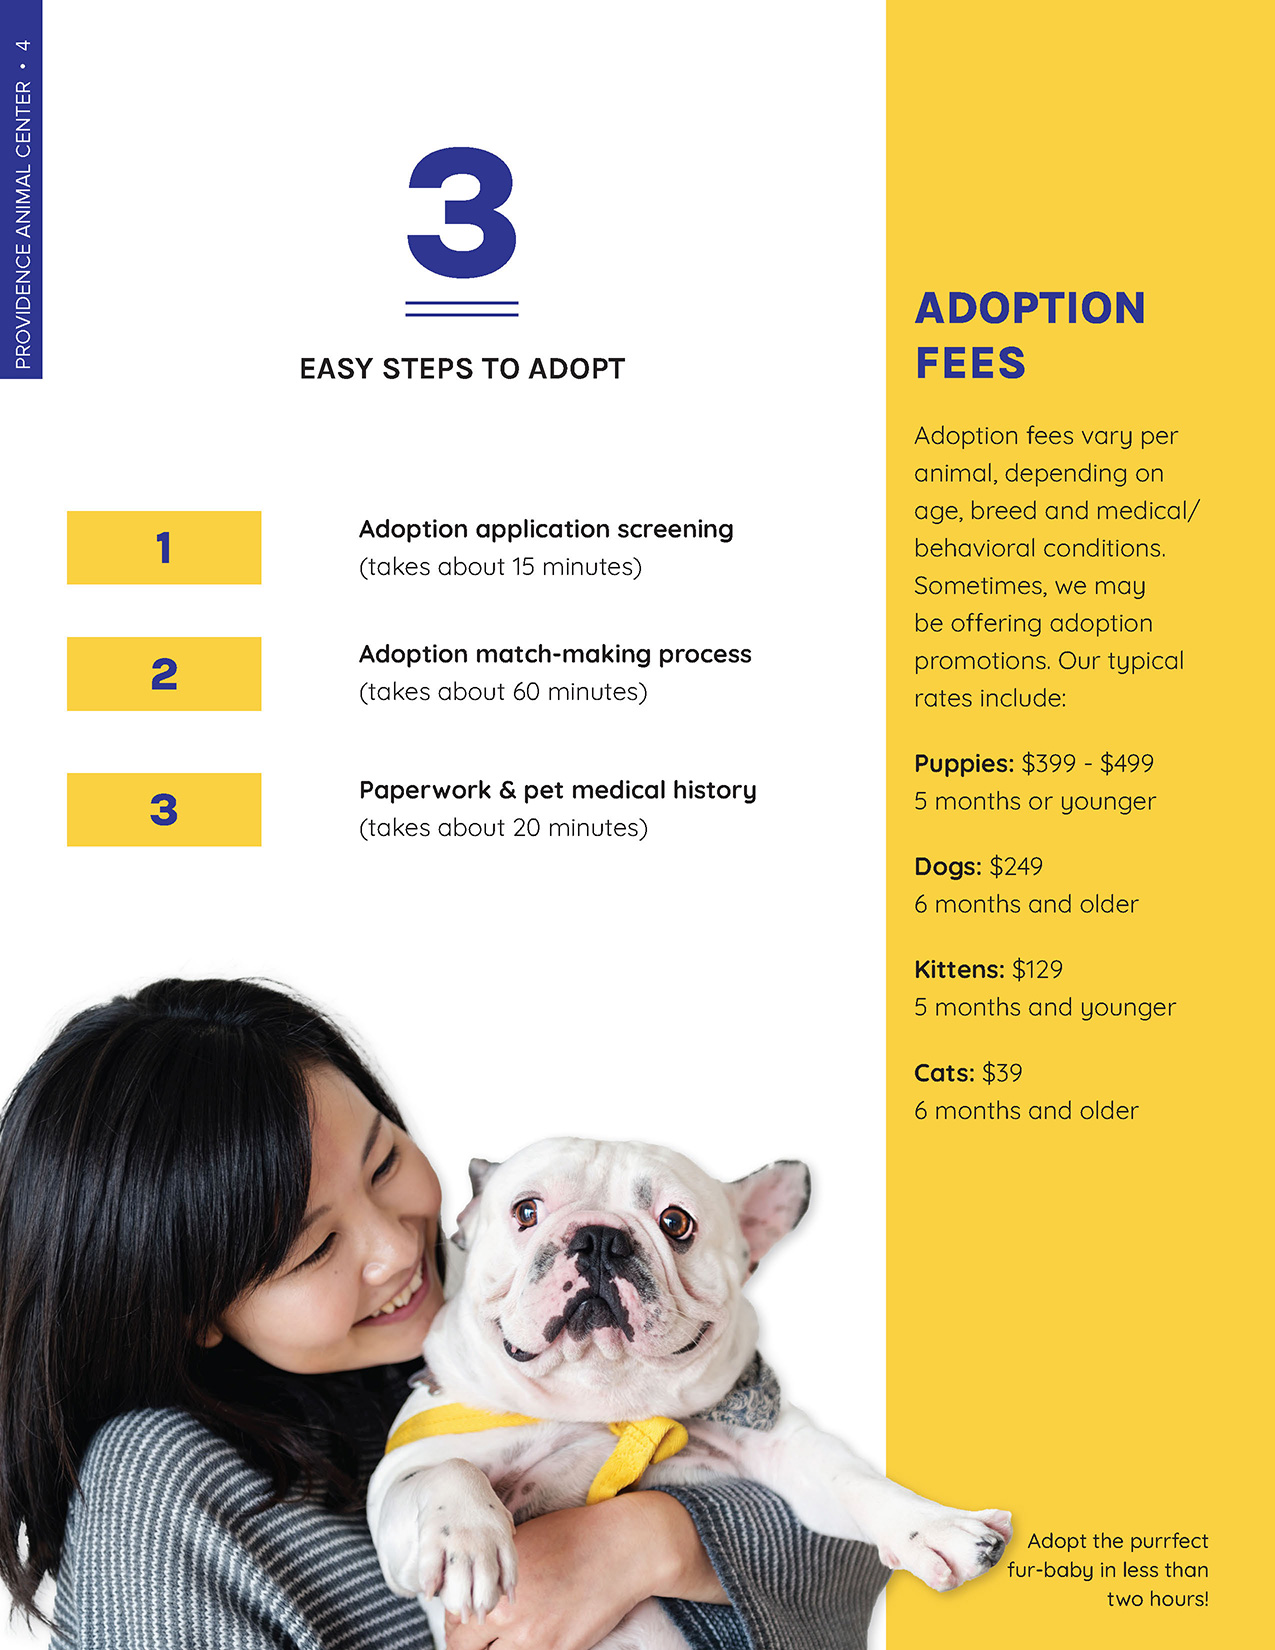 PROVIDENCE ANIMAL CENTER • 4
3
EASY STEPS TO ADOPT
1
Adoption application screening
(takes about 15 minutes)
2
Adoption match-making process
(takes about 60 minutes)
3
Paperwork & pet medical history
(takes about 20 minutes)
ADOPTION
FEES
Adoption fees vary per
animal, depending on
age, breed and medical/
behavioral conditions.
Sometimes, we may
be offering adoption
promotions. Our typical
rates include:
Puppies: $399 - $499
5 months or younger
Dogs: $249
6 months and older
Kittens: $129
5 months and younger
Cats: $39
6 months and older
Adopt the purrfect
fur-baby in less than
two hours!